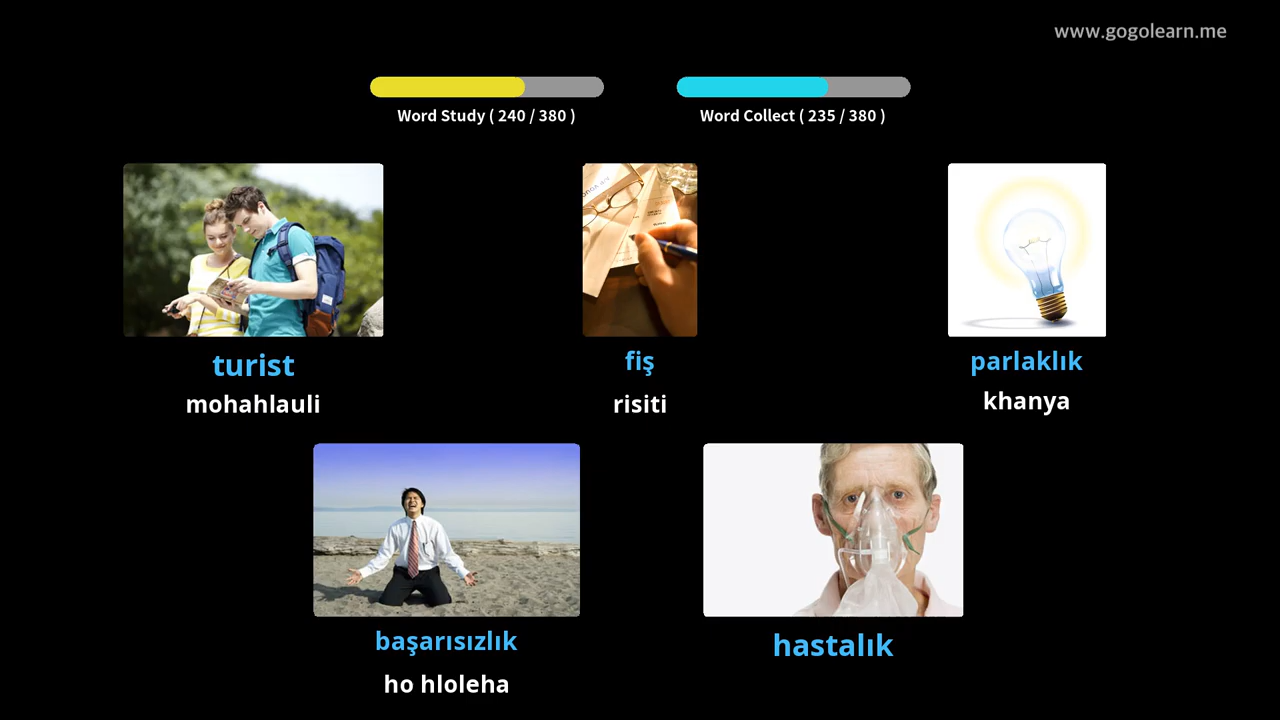 www.gogolearn.me
Word Study ( 240 / 380 )
Word Collect ( 235 / 380 )
turist
mohahlauli
fiş
risiti
parlaklık
khanya
başarısızlık
ho hloleha
hastalık